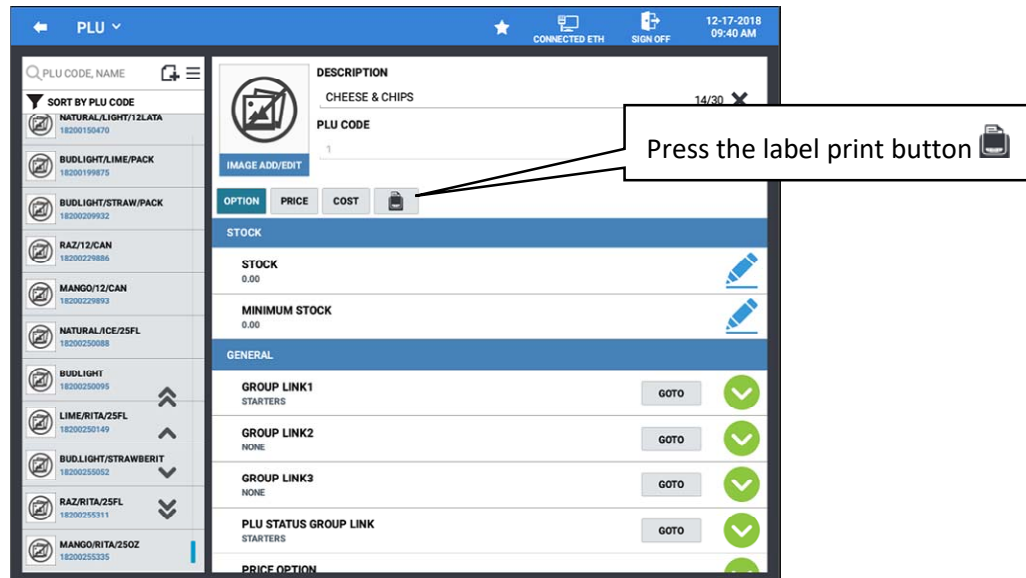 PLU
CONNECTED ETH
SIGN OFF
12-17-2018
09:40 AM
PLU CODE, NAME
SORT BY PLU CODE
NATURAL/LIGHT/12LATA
18200150470
BUDLIGHT/LIME/PACK
18200199875
BUDLIGHT/STRAW/PACK
18200209932
RAZ/12/CAN
18200229886
MANGO/12/CAN
18200229893
NATURAL/ICE/25FL
18200250088
BUDLIGHT
18200250095
LIME/RITA/25FL
18200250149
BUD.LIGHT/STRAWBERIT
18200255052
RAZ/RITA/25FL
18200255311
MANGO/RITA/25OZ
18200255335
IMAGE ADD/EDIT
DESCRIPTION
CHEESE & CHIPS
14/30
PLU CODE
1
Press the label print button
OPTION PRICE COST
STOCK
STOCK
0.00
MINIMUM STOCK
0.00
GENERAL
GROUP LINK1
STARTERS
GOTO
GROUP LINK2
NONE
GOTO
GROUP LINK3
NONE
GOTO
PLU STATUS GROUP LINK
STARTERS
GOTO
PRICE OPTION